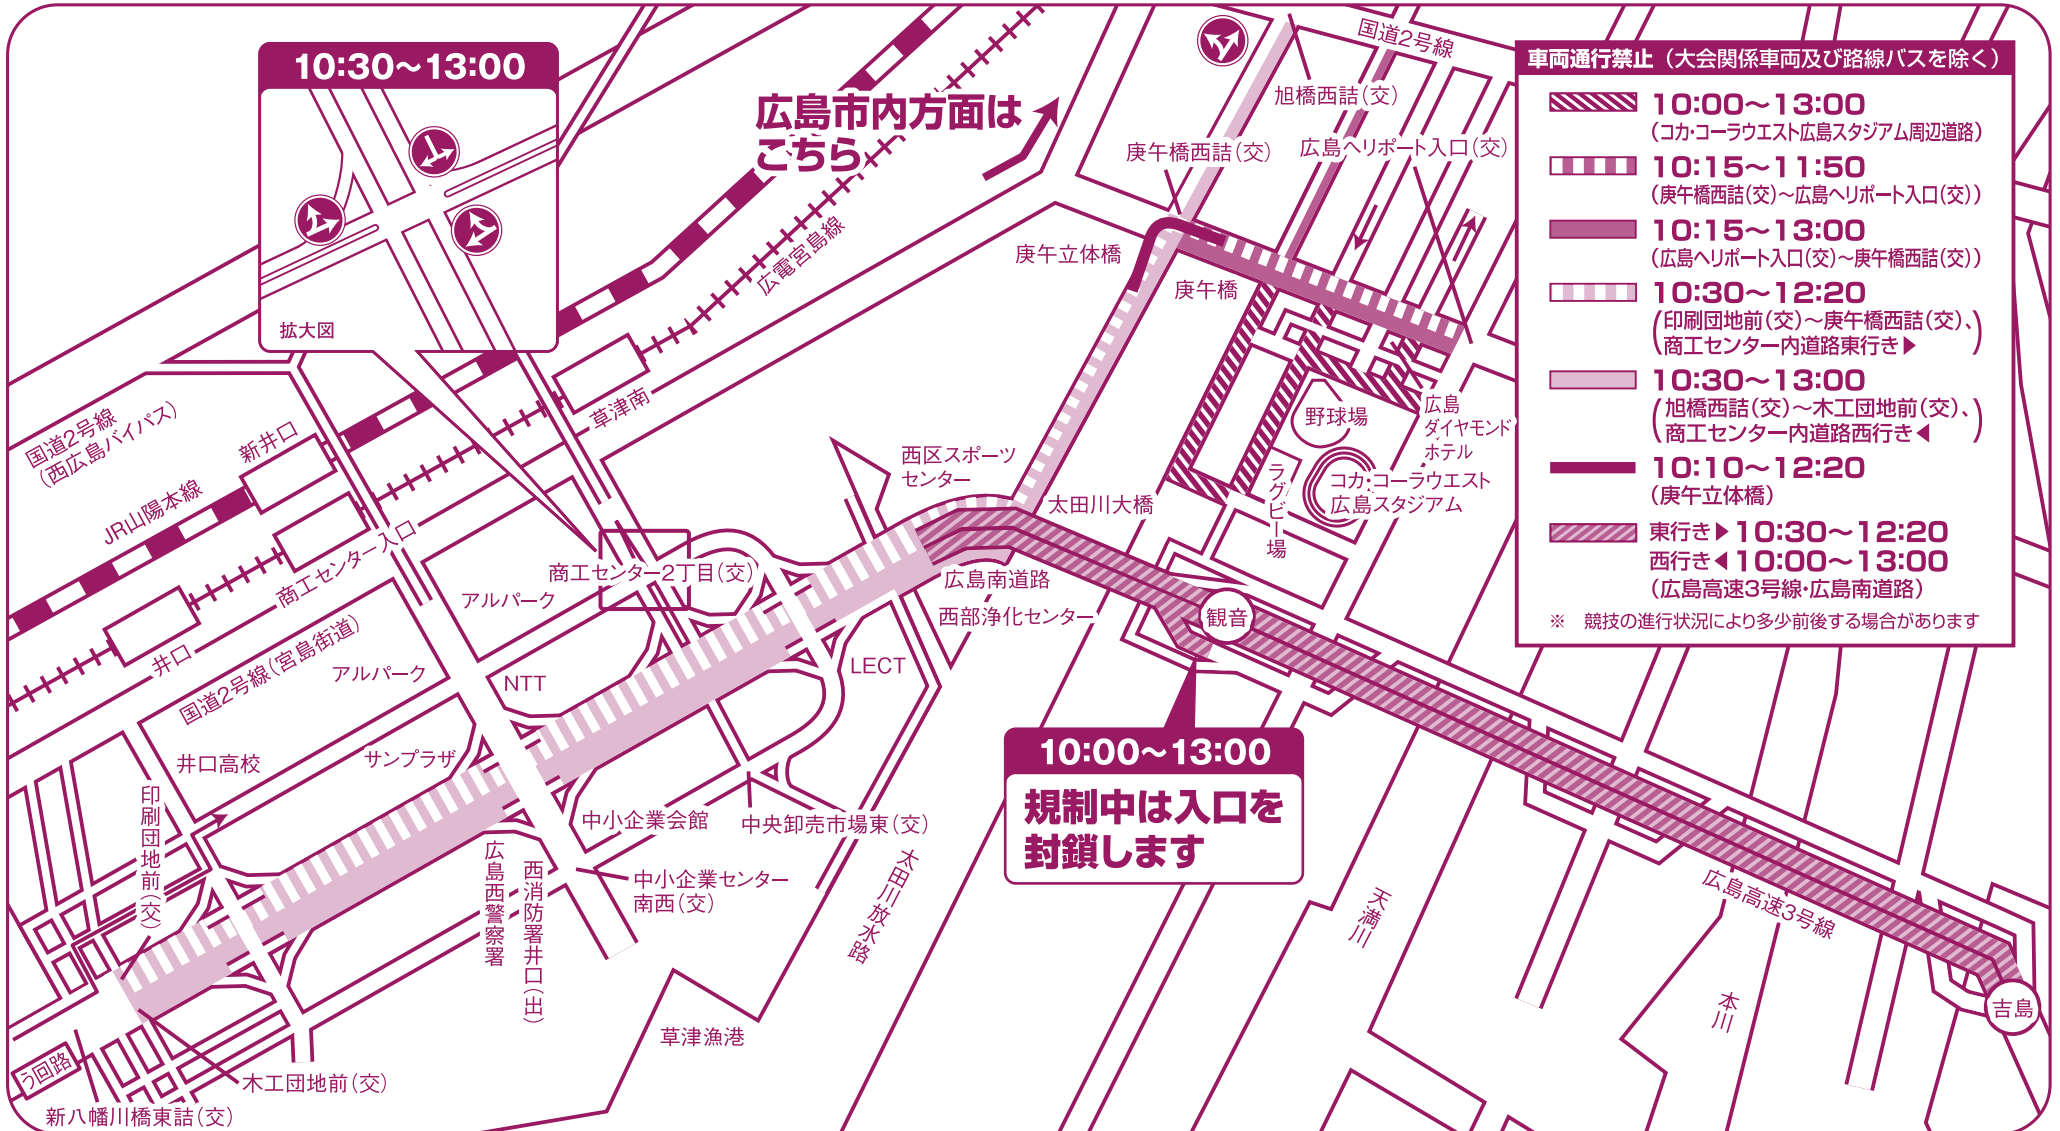 10:30〜13:00
拡大図
広島市内方面は
こちら
国道2号線
旭橋西詰(交)
庚午橋西詰(交)
広島ヘリポート入口(交)
庚午立体橋
庚午橋
広電宮島線
草津南
国道2号線
(西広島バイパス)
新井口
JR山陽本線
商工センター入口
井口
国道2号線(宮島街道)
アルパーク
アルパーク
商工センター2丁目(交)
西区スポーツ
センター
太田川大橋
広島南道路
西部浄化センター
野球場
ラグビー場
コカ・コーラウエスト
広島スタジアム
広島
ダイヤモンド
ホテル
観音
LECT
NTT
サンプラザ
井口高校
印刷団地前(交)
中小企業会館
中央卸売市場東(交)
中小企業センター
南西(交)
広島西警察署
西消防署井口(出)
太田川放水路
草津漁港
う回路
木工団地前(交)
新八幡川橋東詰(交)
10:00〜13:00
規制中は入口を
封鎖します
天満川
本川
広島高速3号線
吉島
車両通行禁止(大会関係車両及び路線バスを除く)
10:00〜13:00
(コカ・コーラウエスト広島スタジアム周辺道路)
10:15〜11:50
(庚午橋西詰(交)〜広島ヘリポート入口(交))
10:15〜13:00
(広島ヘリポート入口(交)〜庚午橋西詰(交))
10:30〜12:20
(印刷団地前(交)〜庚午橋西詰(交)、
商工センター内道路東行き▶)
10:30〜13:00
(旭橋西詰(交)〜木工団地前(交)、
商工センター内道路西行き◀)
10:10〜12:20
(庚午立体橋)
東行き▶10:30〜12:20
西行き◀10:00〜13:00
(広島高速3号線・広島南道路)
※ 競技の進行状況により多少前後する場合があります